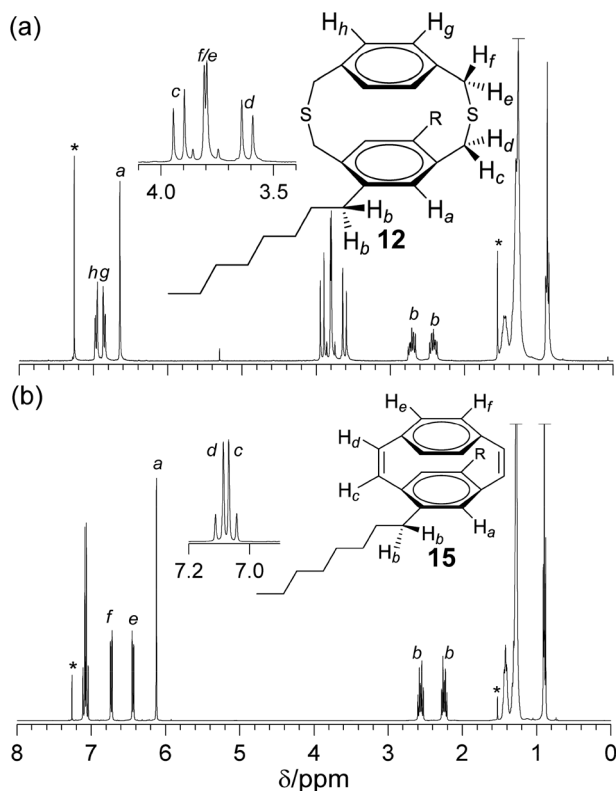 (a)
H_h H_g
H_f
H_e
S S
R
H_d
H_c
H_b H_a
H_b 12
c f/e d
4.0 3.5
* a
h g
*
b b
(b)
H_e H_f
H_d
R
H_c
H_a
H_b
H_b 15
d c
7.2 7.0
a
f e
*
b b *
8 7 6 5 4 3 2 1 0
δ/ppm